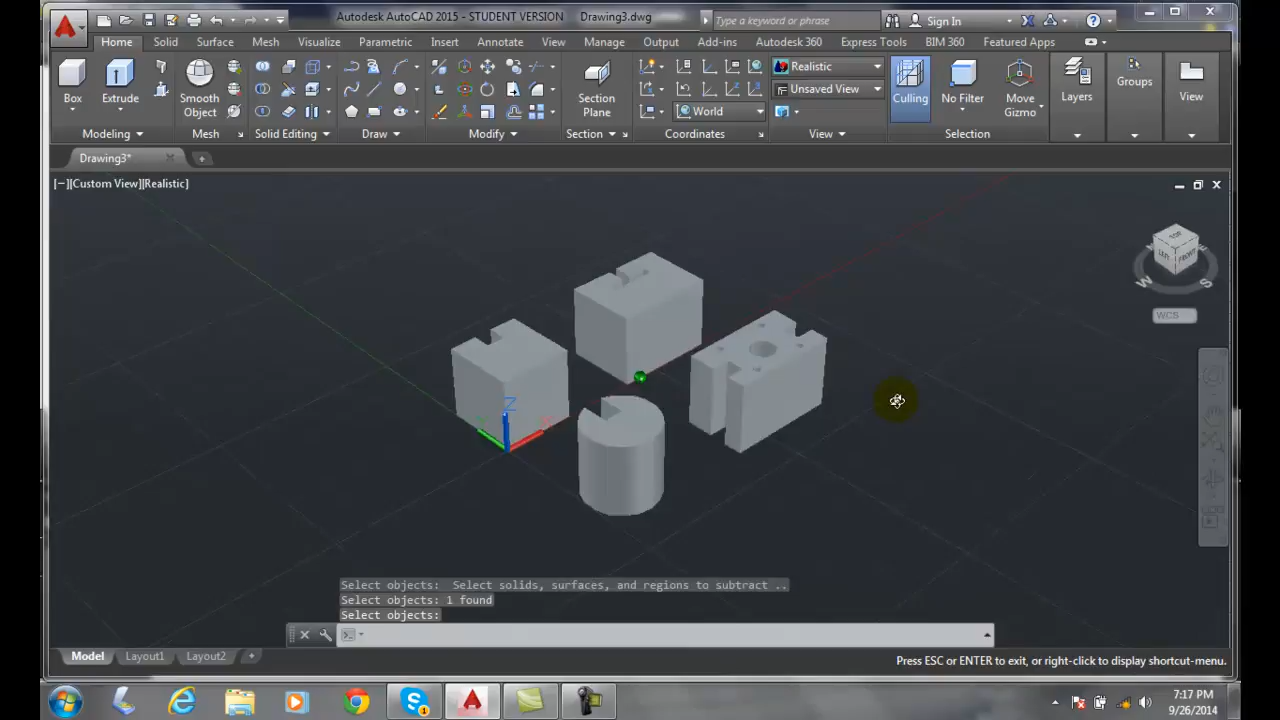 Autodesk AutoCAD 2015 - STUDENT VERSION Drawing3.dwg Type a keyword or phrase Sign In
Home Solid Surface Mesh Visualize Parametric Insert Annotate View Manage Output Add-ins Autodesk 360 Express Tools BIM 360 Featured Apps
Box Extrude Smooth Object Section Plane Realistic Unsaved View World Culling No Filter Move Gizmo Layers Groups View
Modeling Mesh Solid Editing Draw Modify Section Coordinates View Selection
Drawing3*
[−][Custom View][Realistic]
TOP
FRONT
W S
WCS
Z
X
Select objects: Select solids, surfaces, and regions to subtract ..
Select objects: 1 found
Select objects:
Model Layout1 Layout2 +
Press ESC or ENTER to exit, or right-click to display shortcut-menu.
7:17 PM
9/26/2014